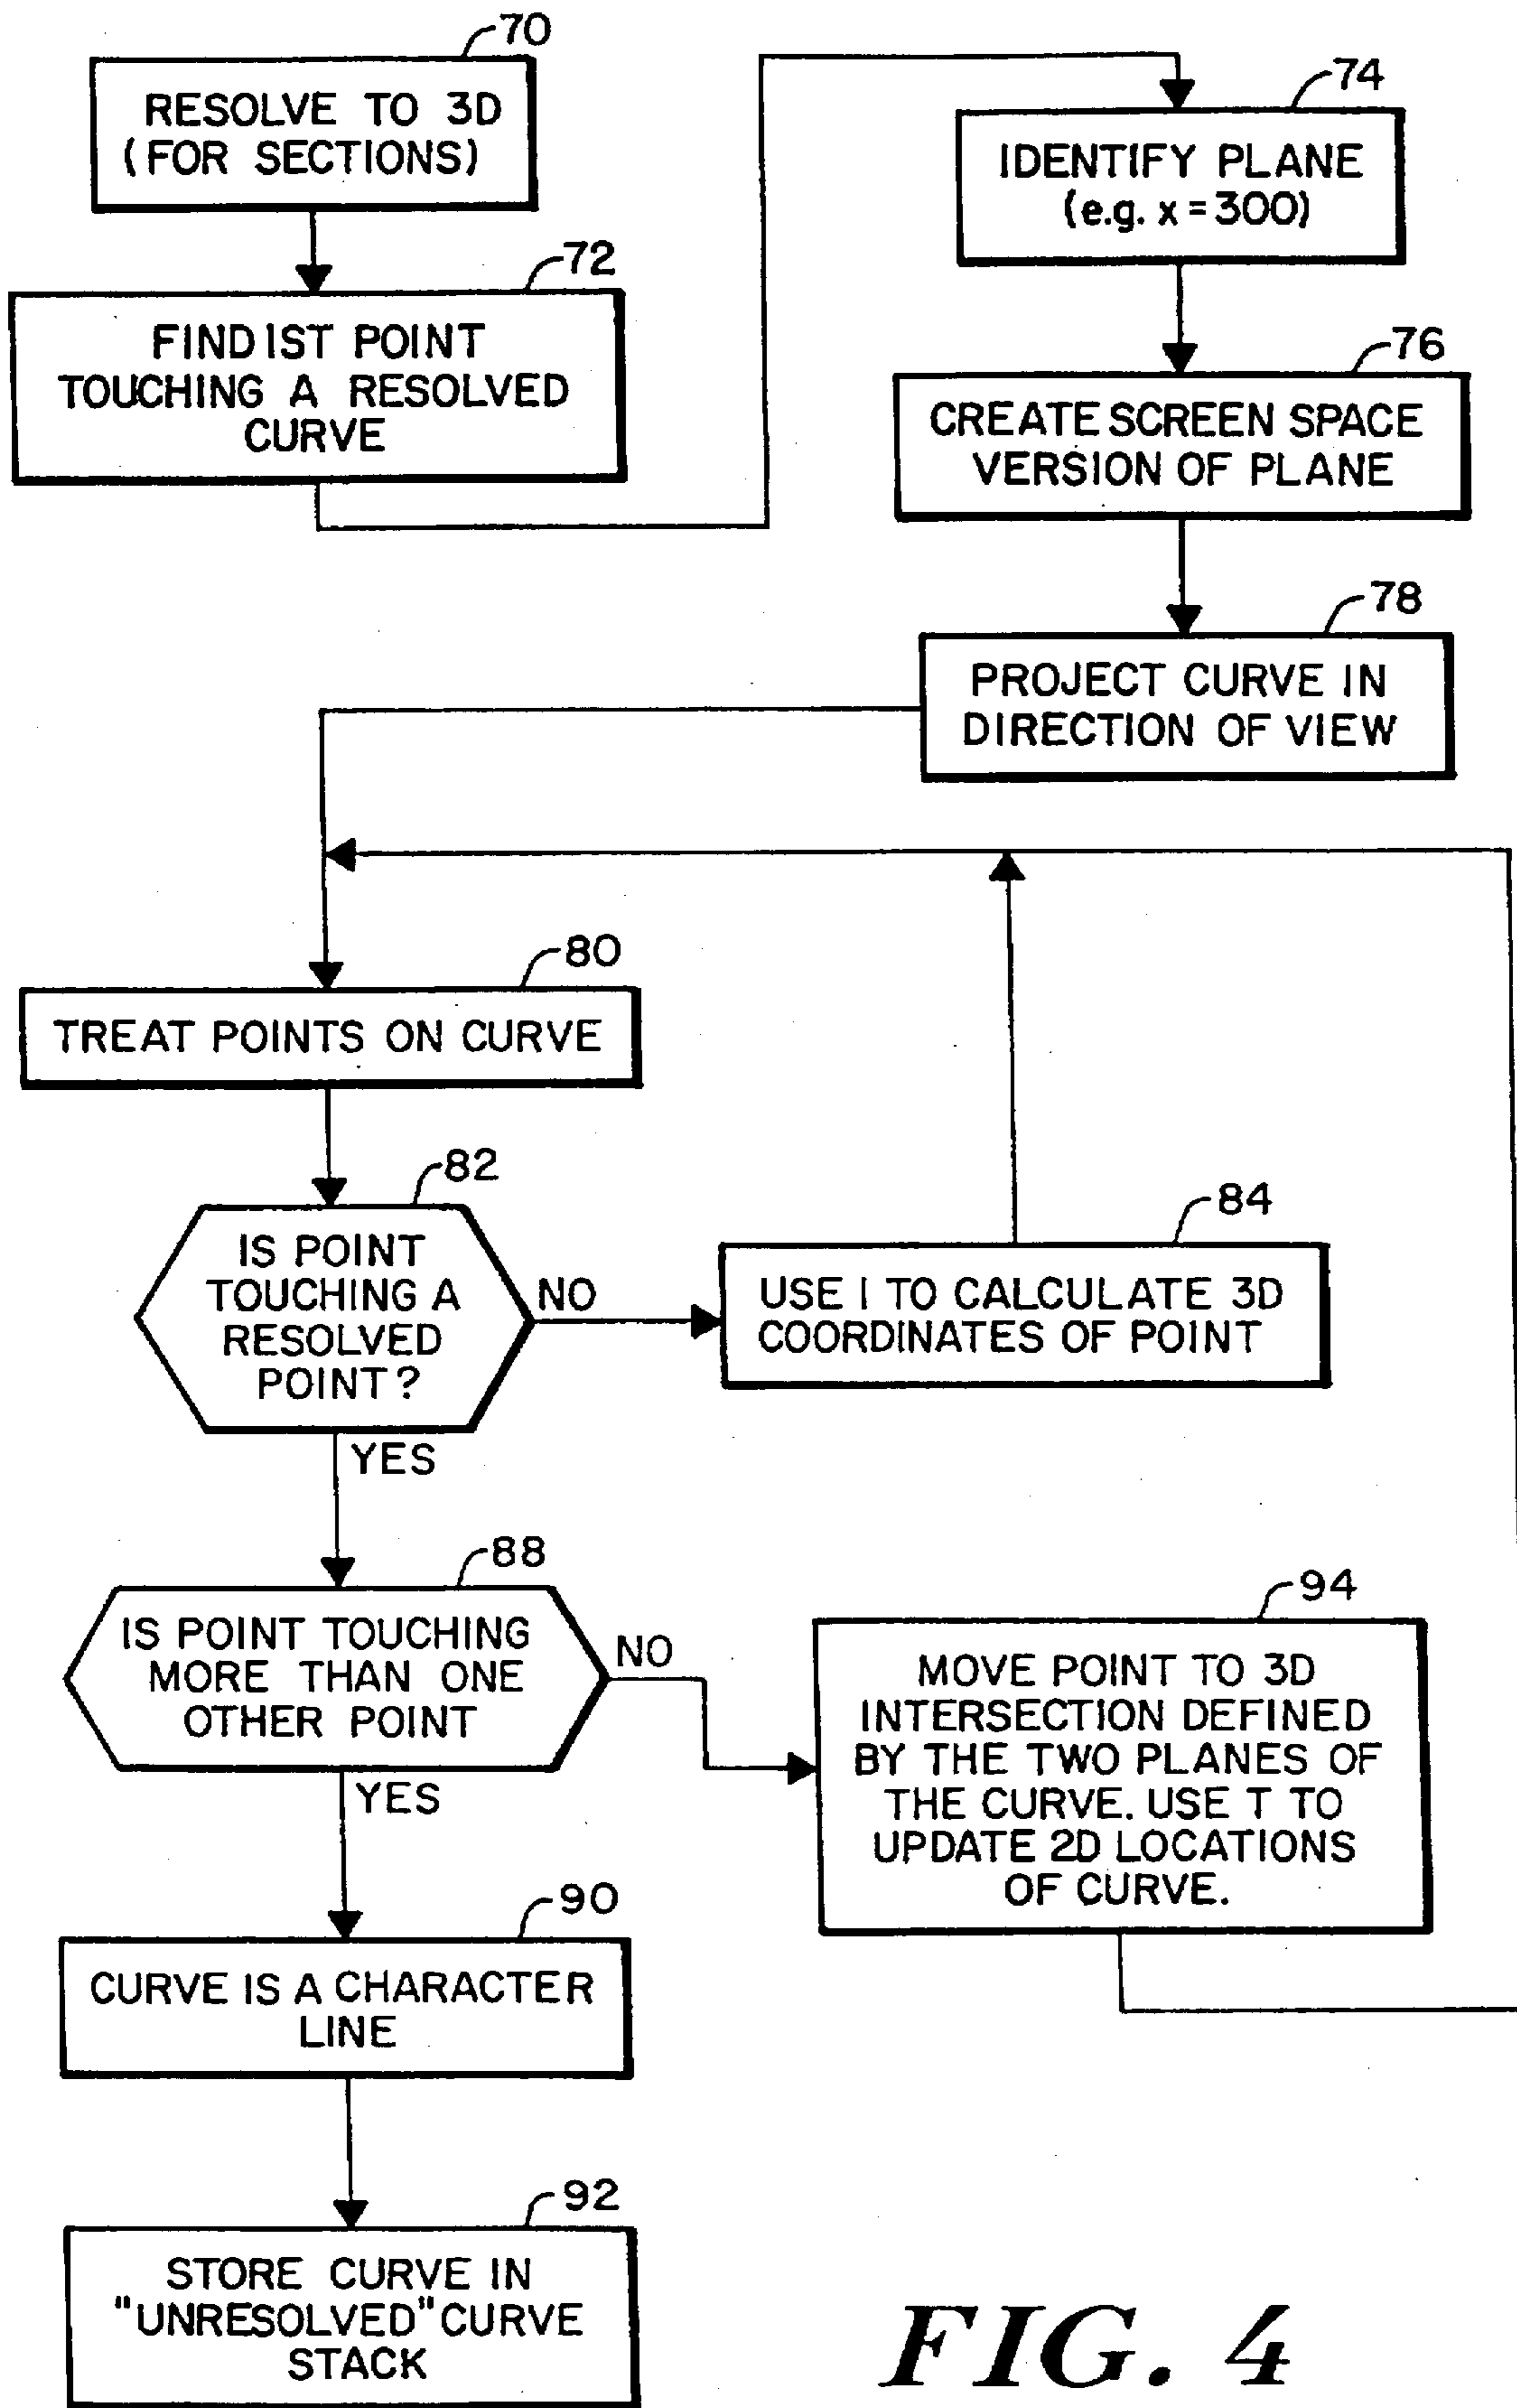 70
RESOLVE TO 3D
(FOR SECTIONS)
72
FIND 1ST POINT
TOUCHING A RESOLVED
CURVE
74
IDENTIFY PLANE
(e.g. x = 300)
76
CREATE SCREEN SPACE
VERSION OF PLANE
78
PROJECT CURVE IN
DIRECTION OF VIEW
80
TREAT POINTS ON CURVE
82
IS POINT
TOUCHING A
RESOLVED
POINT?
NO
84
USE I TO CALCULATE 3D
COORDINATES OF POINT
YES
88
IS POINT TOUCHING
MORE THAN ONE
OTHER POINT
NO
94
MOVE POINT TO 3D
INTERSECTION DEFINED
BY THE TWO PLANES OF
THE CURVE. USE T TO
UPDATE 2D LOCATIONS
OF CURVE.
YES
90
CURVE IS A CHARACTER
LINE
92
STORE CURVE IN
"UNRESOLVED" CURVE
STACK
FIG. 4